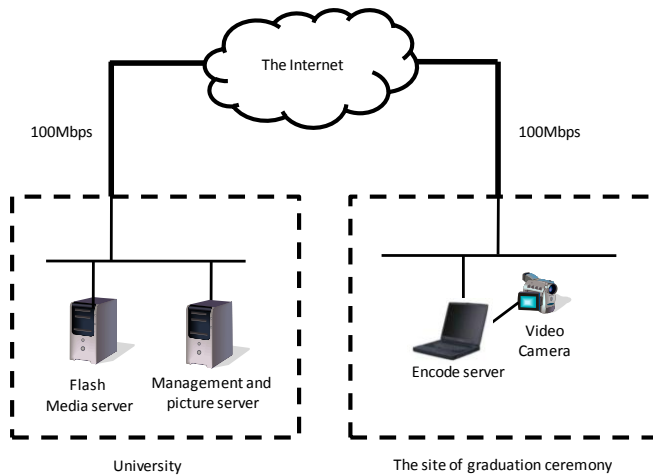 The Internet
100Mbps
100Mbps
Flash
Media server
Management and
picture server
Video
Camera
Encode server
University
The site of graduation ceremony